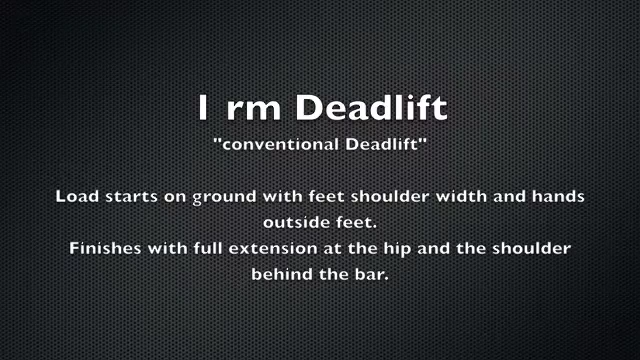 1 rm Deadlift
"conventional Deadlift"
Load starts on ground with feet shoulder width and hands
outside feet.
Finishes with full extension at the hip and the shoulder
behind the bar.